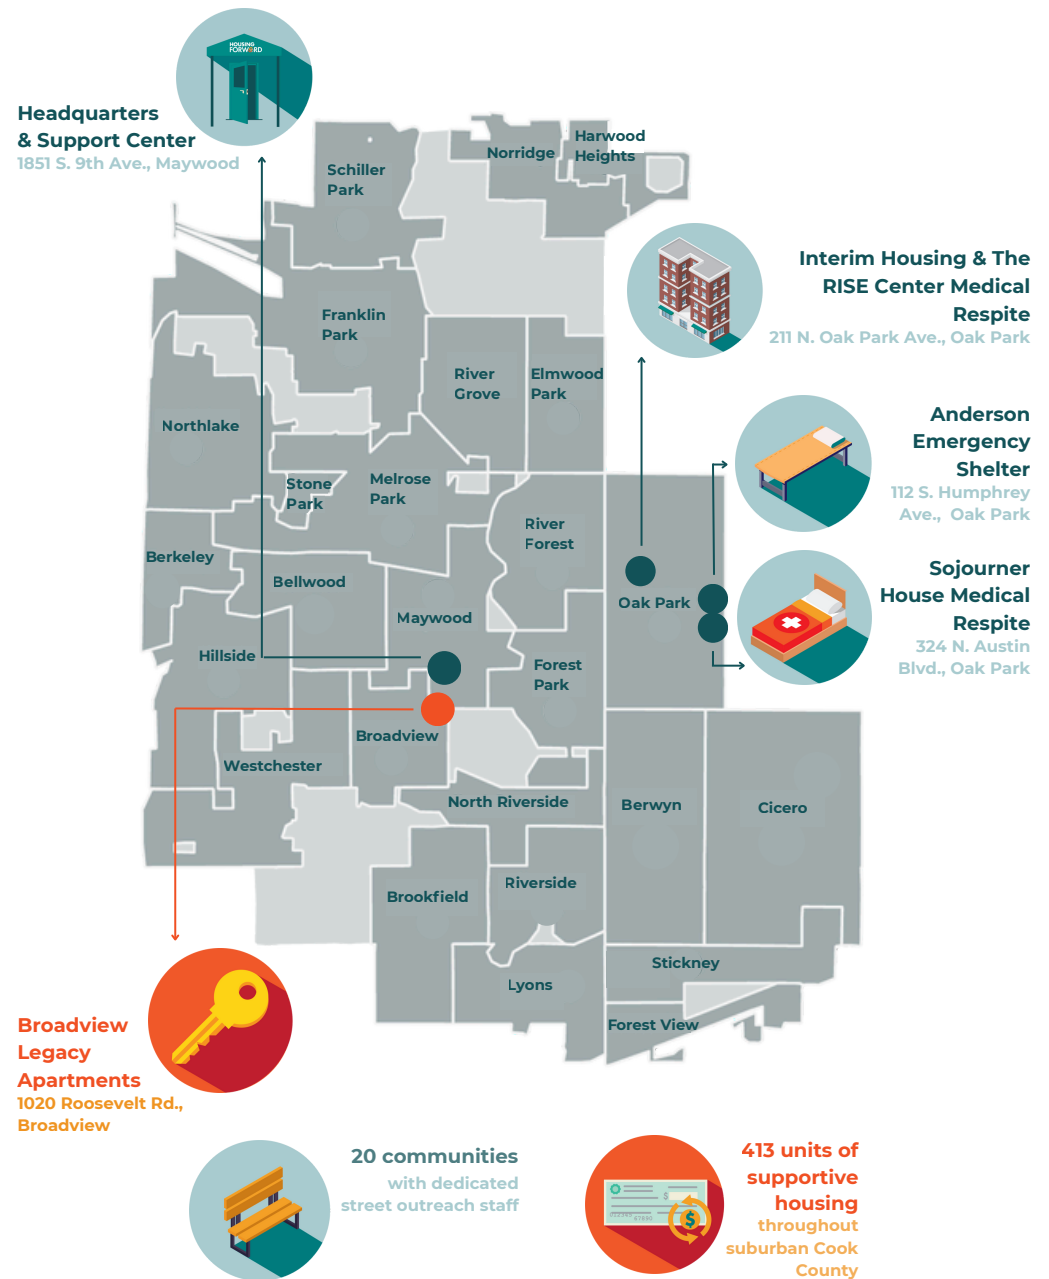 HOUSING
FORWARD
Headquarters
& Support Center
1851 S. 9th Ave., Maywood
Schiller
Park
Norridge
Harwood
Heights
Interim Housing & The
RISE Center Medical
Respite
211 N. Oak Park Ave., Oak Park
Franklin
Park
River
Grove
Elmwood
Park
Northlake
Anderson
Emergency
Shelter
112 S. Humphrey
Ave., Oak Park
Stone
Park
Melrose
Park
River
Forest
Berkeley
Bellwood
Maywood
Oak Park
Sojourner
House Medical
Respite
324 N. Austin
Blvd., Oak Park
Hillside
Forest
Park
Broadview
Westchester
North Riverside
Berwyn
Cicero
Brookfield
Riverside
Stickney
Lyons
Forest View
Broadview
Legacy
Apartments
1020 Roosevelt Rd.,
Broadview
20 communities
with dedicated
street outreach staff
$
$
413 units of
supportive
housing
throughout
suburban Cook
County